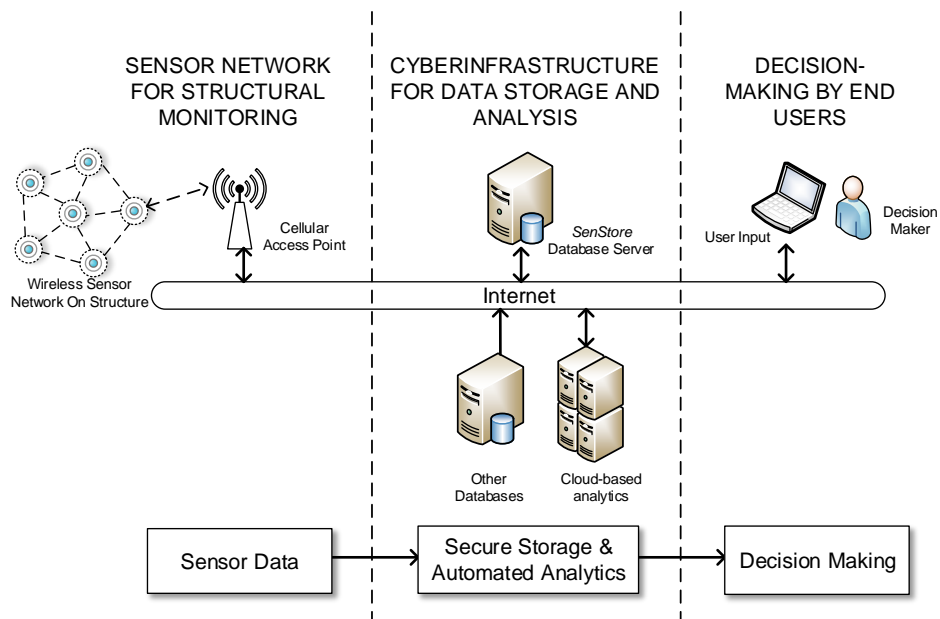 SENSOR NETWORK
FOR STRUCTURAL
MONITORING
CYBERINFRASTRUCTURE
FOR DATA STORAGE AND
ANALYSIS
DECISION-
MAKING BY END
USERS
Cellular
Access Point
SenStore
Database Server
User Input
Decision
Maker
Wireless Sensor
Network On Structure
Internet
Other
Databases
Cloud-based
analytics
Sensor Data
Secure Storage &
Automated Analytics
Decision Making